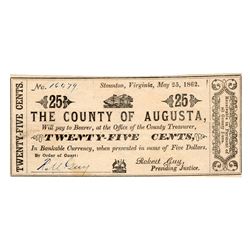 No. 16479 Staunton, Virginia, May 25, 1862.
25 25
THE COUNTY OF AUGUSTA,
Will pay to Bearer, at the Office of the County Treasurer,
TWENTY-FIVE CENTS,
In Bankable Currency, when presented in sums of Five Dollars.
By Order of Court:
Robert Guy,
Presiding Justice.
TWENTY-FIVE CENTS.